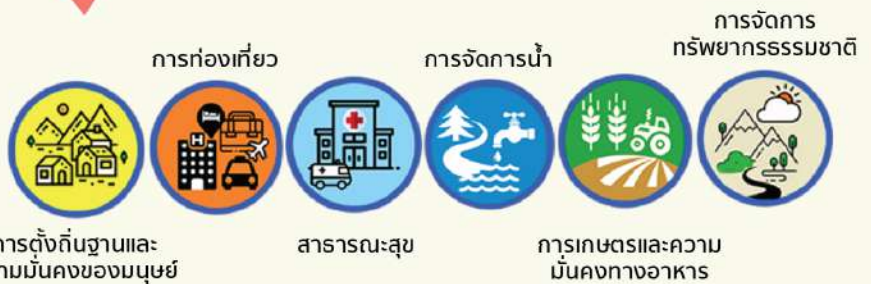 การจัดการ
ทรัพยากรธรรมชาติ
การท่องเที่ยว
การจัดการน้ำ
H
การตั้งถิ่นฐานและ
ความมั่นคงของมนุษย์
สาธารณะสุข
การเกษตรและความ
มั่นคงทางอาหาร